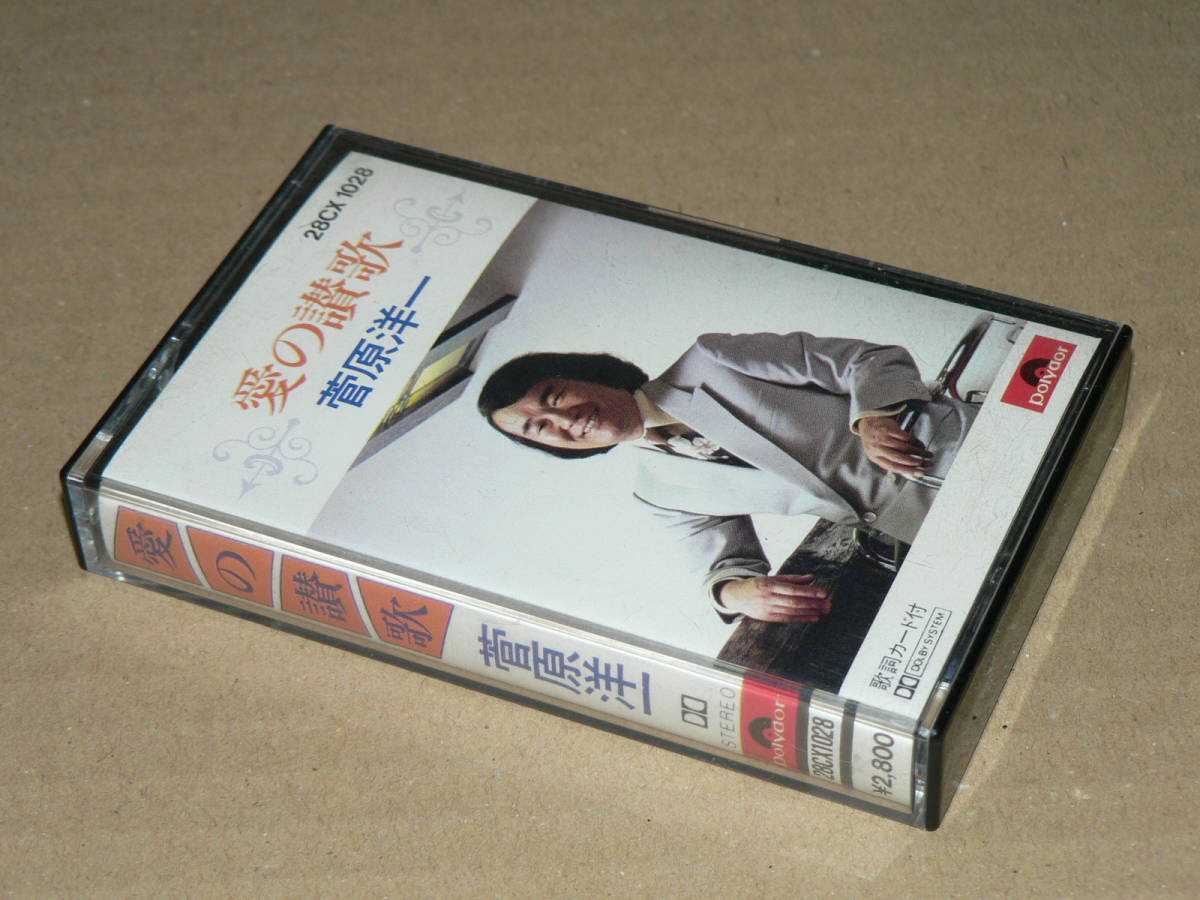 28CX 1028
愛の讃歌
菅原洋一
polydor
歌詞カード付
DOLBY SYSTEM
愛の讃歌
菅原洋一
STEREO
polydor
28CX1028
¥2,800